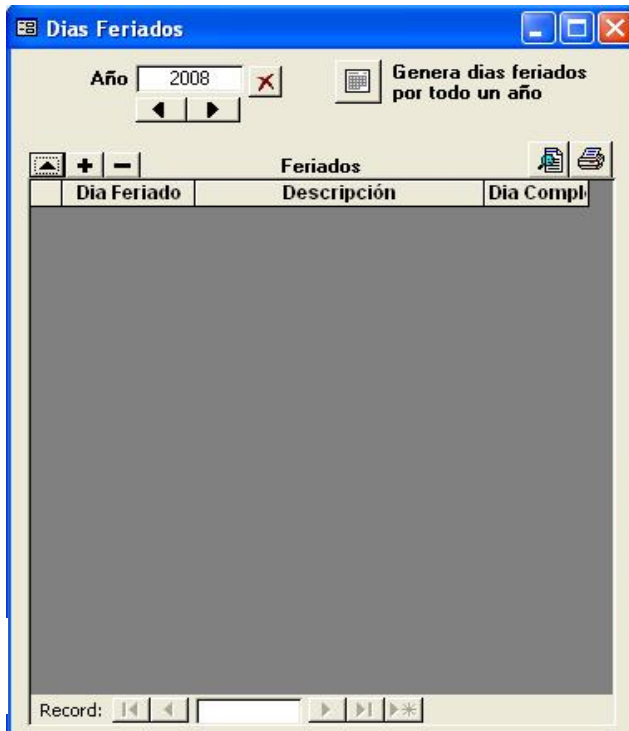 Dias Feriados
Año 2008
Genera dias feriados
por todo un año
Feriados
Dia Feriado Descripción Dia Compl
Record: